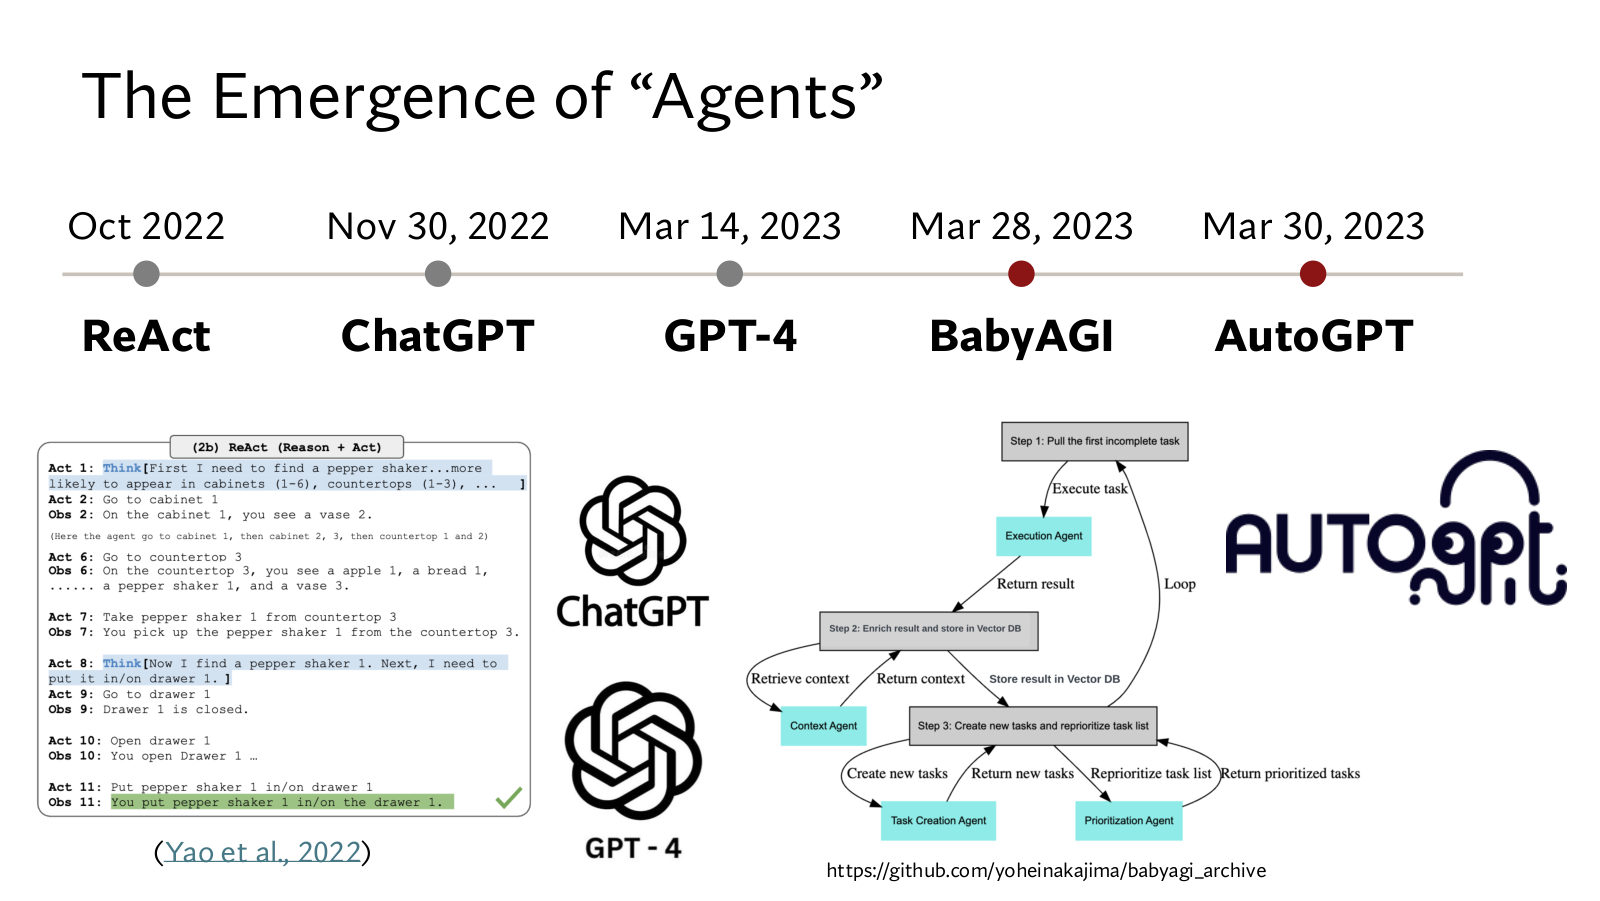 The Emergence of “Agents”
Oct 2022
Nov 30, 2022
Mar 14, 2023
Mar 28, 2023
Mar 30, 2023
ReAct
ChatGPT
GPT-4
BabyAGI
AutoGPT
(2b) ReAct (Reason + Act)
Act 1: Think[First I need to find a pepper shaker...more
likely to appear in cabinets (1-6), countertops (1-3), ... ]
Act 2: Go to cabinet 1
Obs 2: On the cabinet 1, you see a vase 2.
(Here the agent go to cabinet 1, then cabinet 2, 3, then countertop 1 and 2)
Act 6: Go to countertop 3
Obs 6: On the countertop 3, you see a apple 1, a bread 1,
...... a pepper shaker 1, and a vase 3.
Act 7: Take pepper shaker 1 from countertop 3
Obs 7: You pick up the pepper shaker 1 from the countertop 3.
Act 8: Think[Now I find a pepper shaker 1. Next, I need to
put it in/on drawer 1. ]
Act 9: Go to drawer 1
Obs 9: Drawer 1 is closed.
Act 10: Open drawer 1
Obs 10: You open Drawer 1 …
Act 11: Put pepper shaker 1 in/on drawer 1
Obs 11: You put pepper shaker 1 in/on the drawer 1.
(Yao et al., 2022)
ChatGPT
GPT - 4
Step 1: Pull the first incomplete task
Execute task
Execution Agent
Return result
Loop
Step 2: Enrich result and store in Vector DB
Retrieve context
Return context
Store result in Vector DB
Context Agent
Step 3: Create new tasks and reprioritize task list
Create new tasks
Return new tasks
Reprioritize task list
Return prioritized tasks
Task Creation Agent
Prioritization Agent
https://github.com/yoheinakajima/babyagi_archive
AUTOgpt